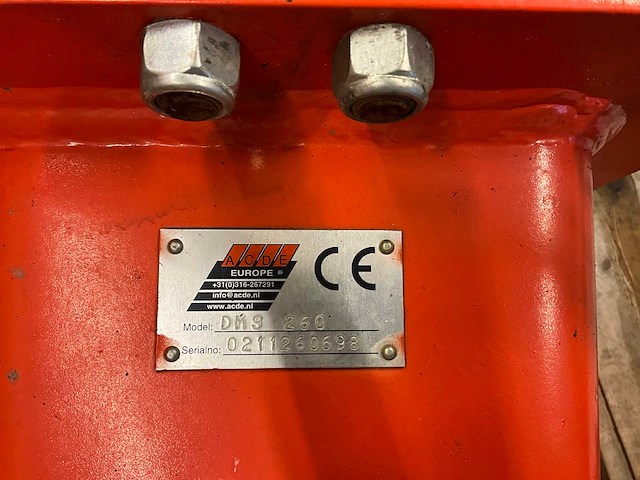 ACDE
EUROPE ®
+31(0)316-267291
info@acde.nl
www.acde.nl
CE
Model: DMS 260
Serialno: 0211260698